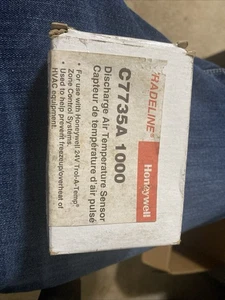 TRADELINE®
Honeywell
C7735A 1000
Discharge Air Temperature Sensor
Capteur de température d'air pulsé
• For use with Honeywell 24V Trol-A-Temp®
Zone Control Systems.
• Used to help prevent freezeup/overheat of
HVAC equipment.